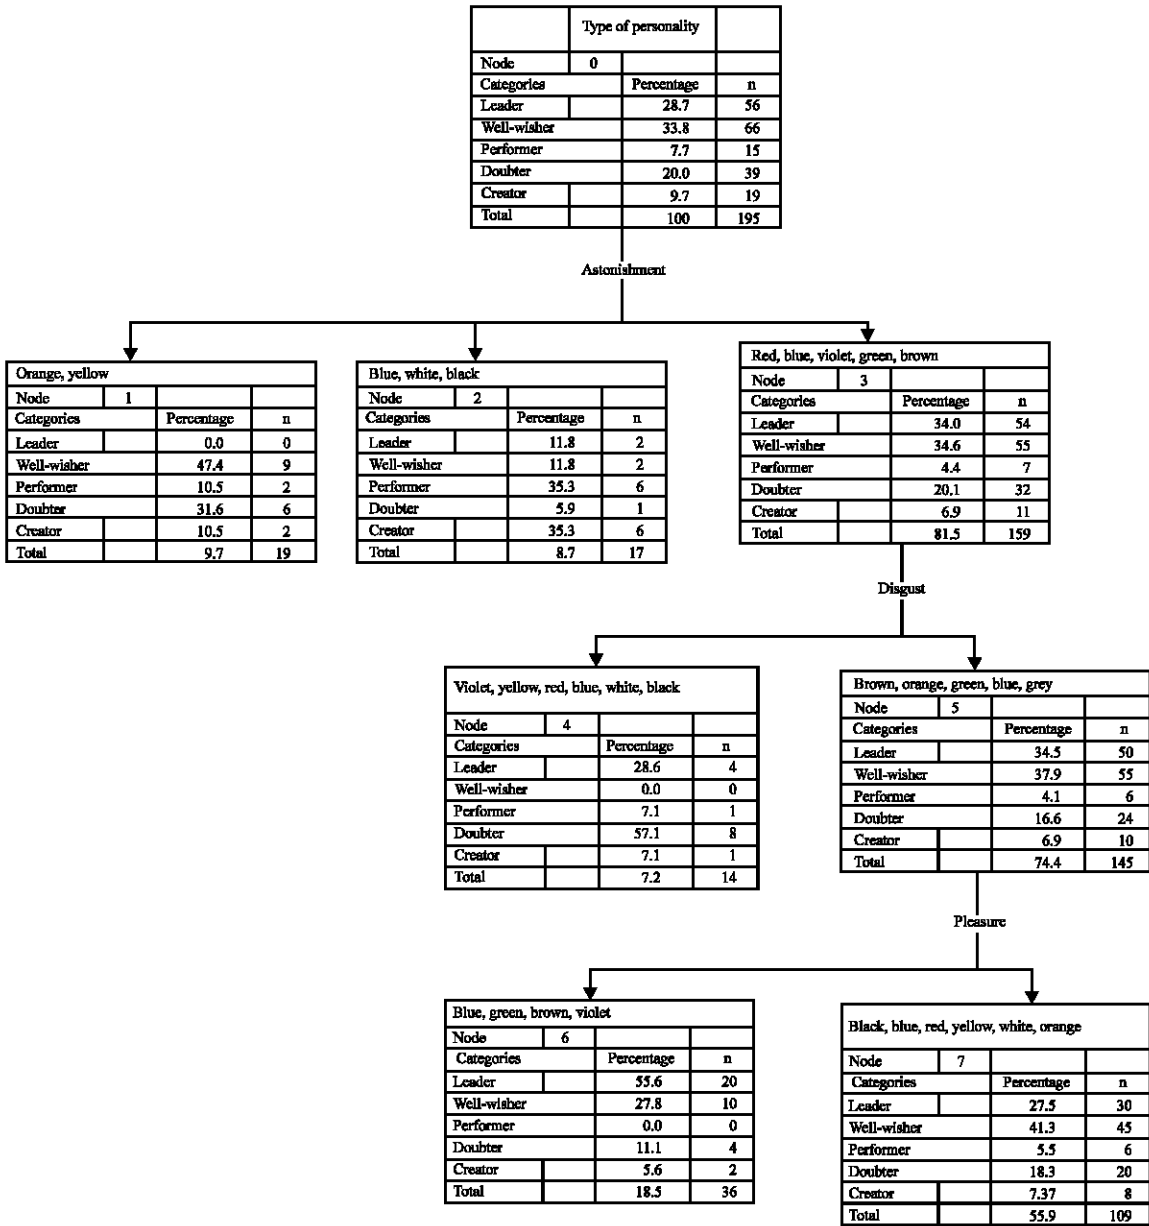 Type of personality
Node 0
Categories Percentage n
Leader 28.7 56
Well-wisher 33.8 66
Performer 7.7 15
Doubter 20.0 39
Creator 9.7 19
Total 100 195
Astonishment
Orange, yellow
Node 1
Categories Percentage n
Leader 0.0 0
Well-wisher 47.4 9
Performer 10.5 2
Doubter 31.6 6
Creator 10.5 2
Total 9.7 19
Blue, white, black
Node 2
Categories Percentage n
Leader 11.8 2
Well-wisher 11.8 2
Performer 35.3 6
Doubter 5.9 1
Creator 35.3 6
Total 8.7 17
Red, blue, violet, green, brown
Node 3
Categories Percentage n
Leader 34.0 54
Well-wisher 34.6 55
Performer 4.4 7
Doubter 20.1 32
Creator 6.9 11
Total 81.5 159
Disgust
Violet, yellow, red, blue, white, black
Node 4
Categories Percentage n
Leader 28.6 4
Well-wisher 0.0 0
Performer 7.1 1
Doubter 57.1 8
Creator 7.1 1
Total 7.2 14
Brown, orange, green, blue, grey
Node 5
Categories Percentage n
Leader 34.5 50
Well-wisher 37.9 55
Performer 4.1 6
Doubter 16.6 24
Creator 6.9 10
Total 74.4 145
Pleasure
Blue, green, brown, violet
Node 6
Categories Percentage n
Leader 55.6 20
Well-wisher 27.8 10
Performer 0.0 0
Doubter 11.1 4
Creator 5.6 2
Total 18.5 36
Black, blue, red, yellow, white, orange
Node 7
Categories Percentage n
Leader 27.5 30
Well-wisher 41.3 45
Performer 5.5 6
Doubter 18.3 20
Creator 7.37 8
Total 55.9 109